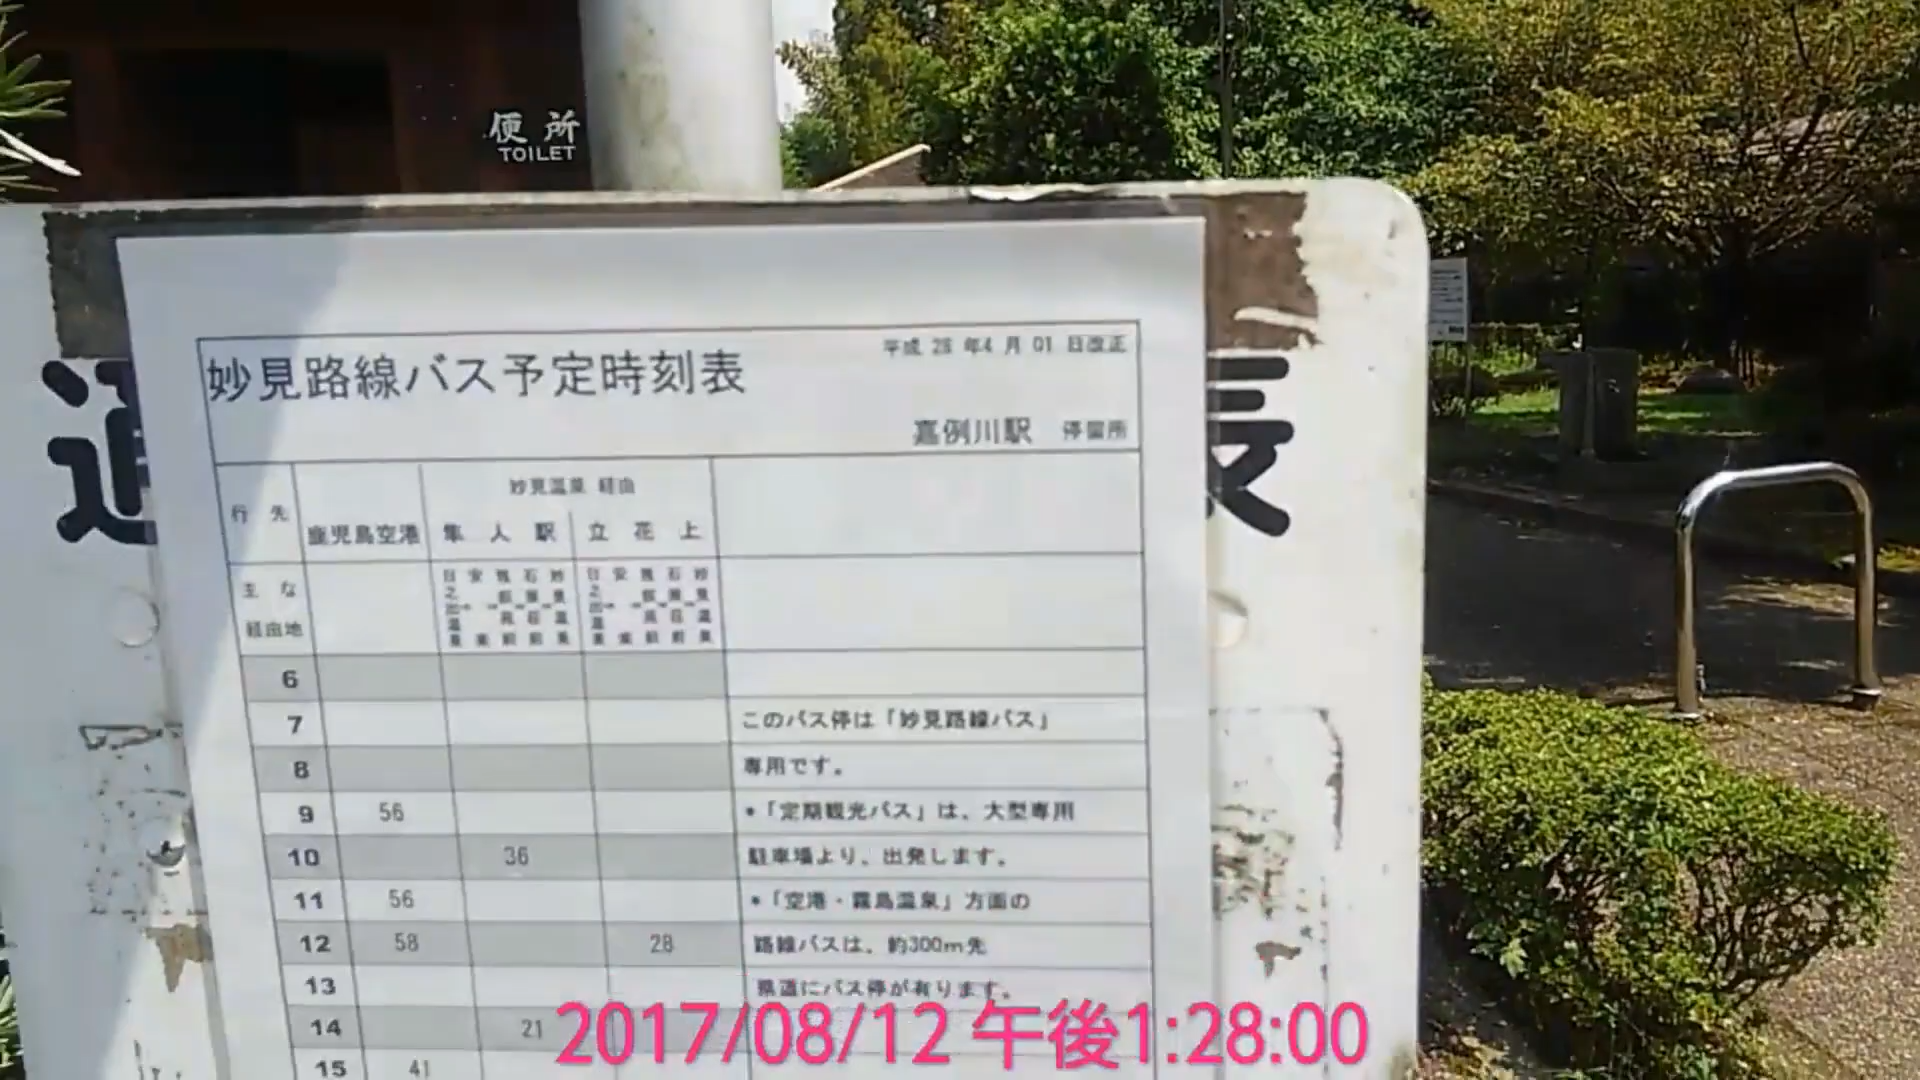 便所
TOILET
妙見路線バス予定時刻表
平成 28 年4 月 01 日改正
嘉例川駅 停留所
通
長
行 先
鹿児島空港
妙見温泉 経由
隼 人 駅
立 花 上
主 な
経由地
6
7 このバス停は「妙見路線バス」
8 専用です。
9 56 •「定期観光バス」は、大型専用
10 36 駐車場より、出発します。
11 56 •「空港・霧島温泉」方面の
12 58 28 路線バスは、約300m先
13 県道にバス停が有ります。
14 21
15 41
2017/08/12 午後1:28:00